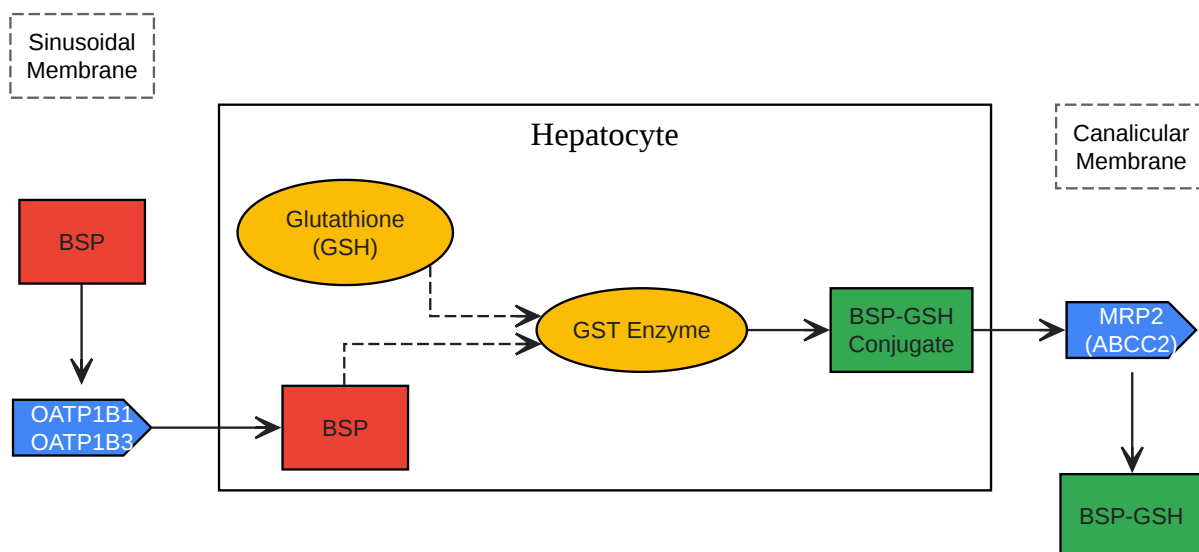 Sinusoidal
Membrane
Hepatocyte
Canalicular
Membrane
BSP
Glutathione
(GSH)
GST Enzyme
BSP-GSH
Conjugate
MRP2
(ABCC2)
OATP1B1
OATP1B3
BSP
BSP-GSH